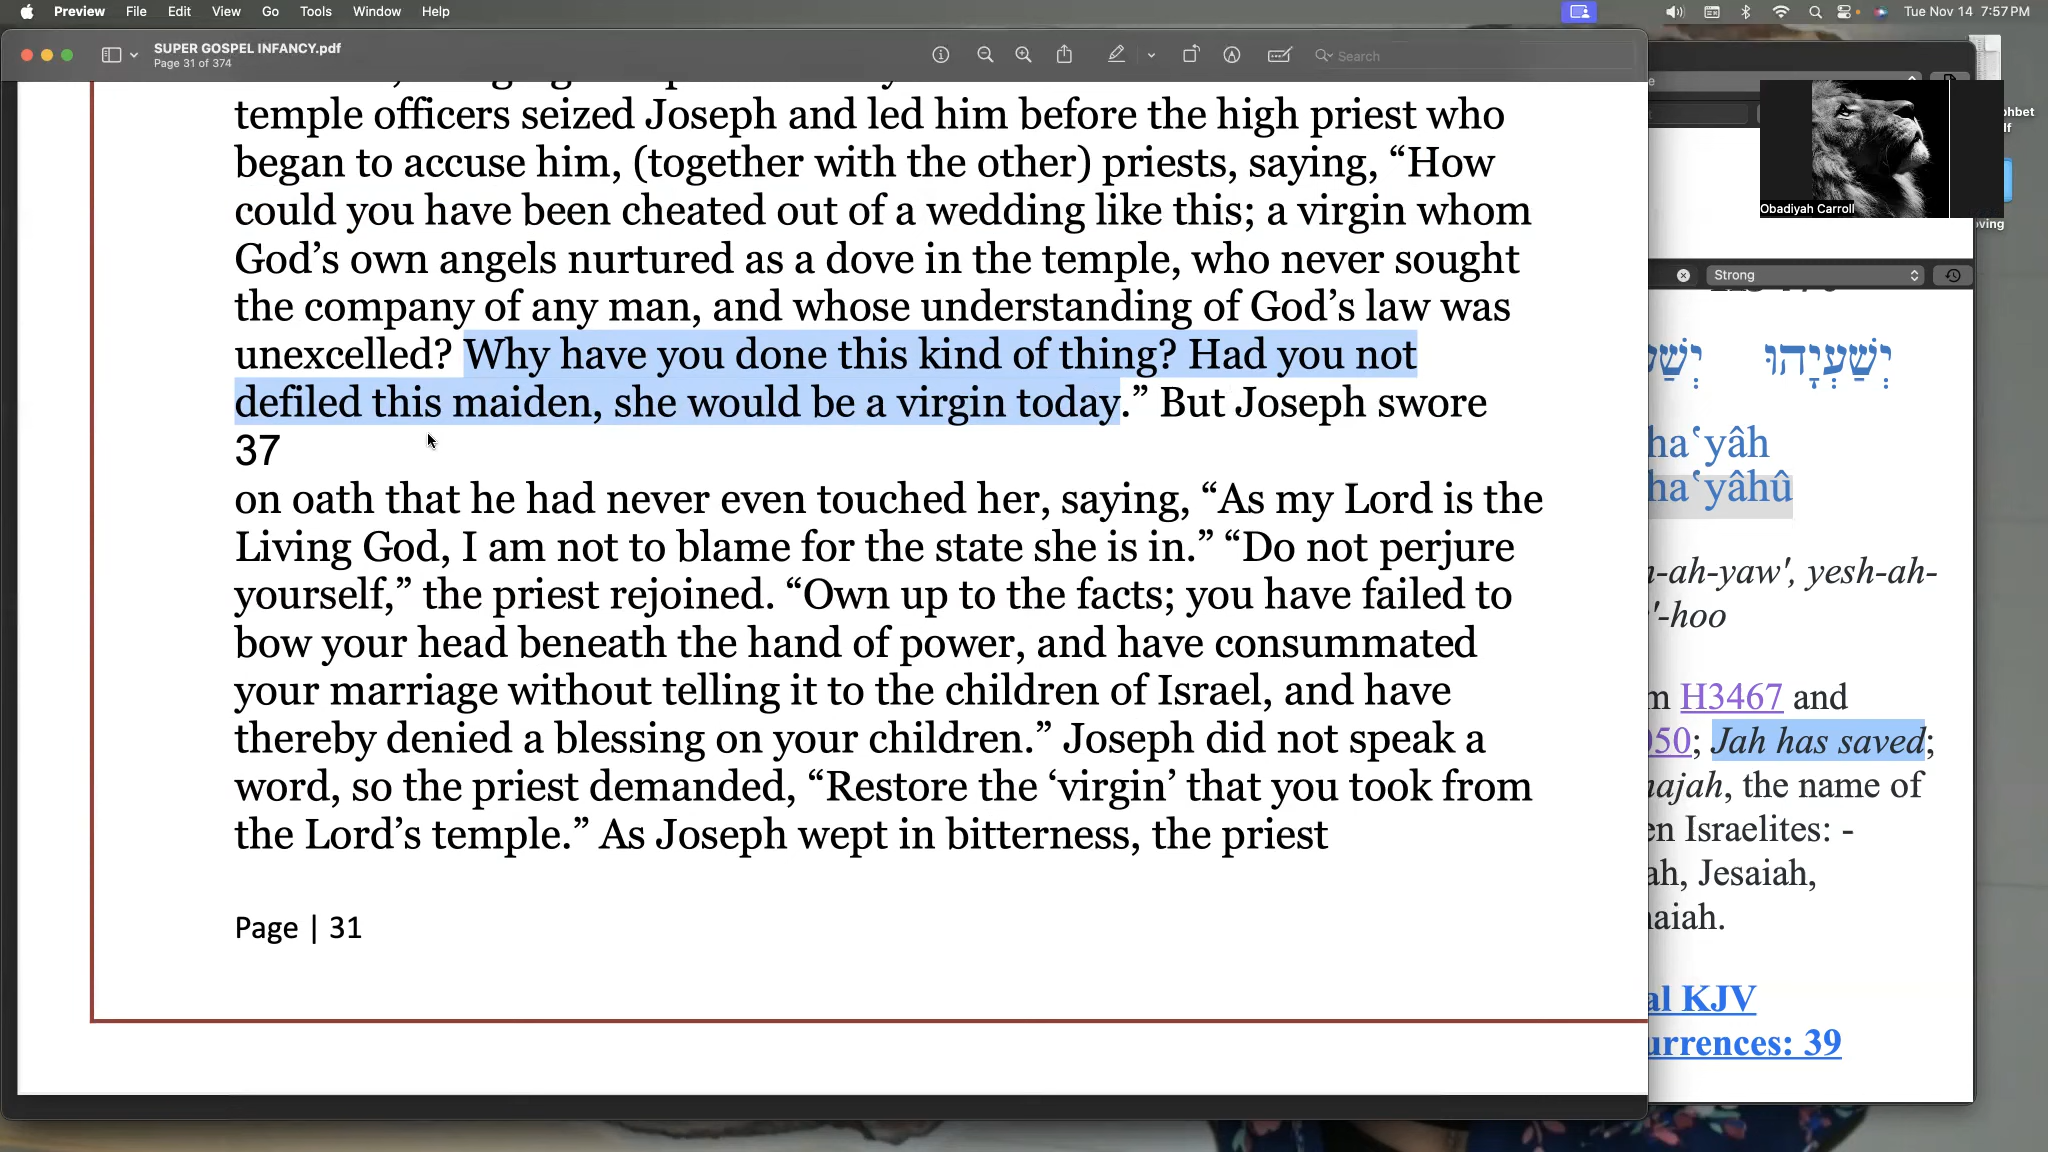 Preview File Edit View Go Tools Window Help
Tue Nov 14 7:57 PM
SUPER GOSPEL INFANCY.pdf
Page 31 of 374
Search
temple officers seized Joseph and led him before the high priest who
began to accuse him, (together with the other) priests, saying, “How
could you have been cheated out of a wedding like this; a virgin whom
God’s own angels nurtured as a dove in the temple, who never sought
the company of any man, and whose understanding of God’s law was
unexcelled? Why have you done this kind of thing? Had you not
defiled this maiden, she would be a virgin today.” But Joseph swore
37
on oath that he had never even touched her, saying, “As my Lord is the
Living God, I am not to blame for the state she is in.” “Do not perjure
yourself,” the priest rejoined. “Own up to the facts; you have failed to
bow your head beneath the hand of power, and have consummated
your marriage without telling it to the children of Israel, and have
thereby denied a blessing on your children.” Joseph did not speak a
word, so the priest demanded, “Restore the ‘virgin’ that you took from
the Lord’s temple.” As Joseph wept in bitterness, the priest
Page | 31
Obadiyah Carroll
Strong
יְשַׁעְיָהוּ
ha‛yâh
ha‛yâhû
-ah-yaw', yesh-ah-
'-hoo
H3467 and
50; Jah has saved;
ajah, the name of
en Israelites: -
ah, Jesaiah,
aiah.
al KJV
urrences: 39